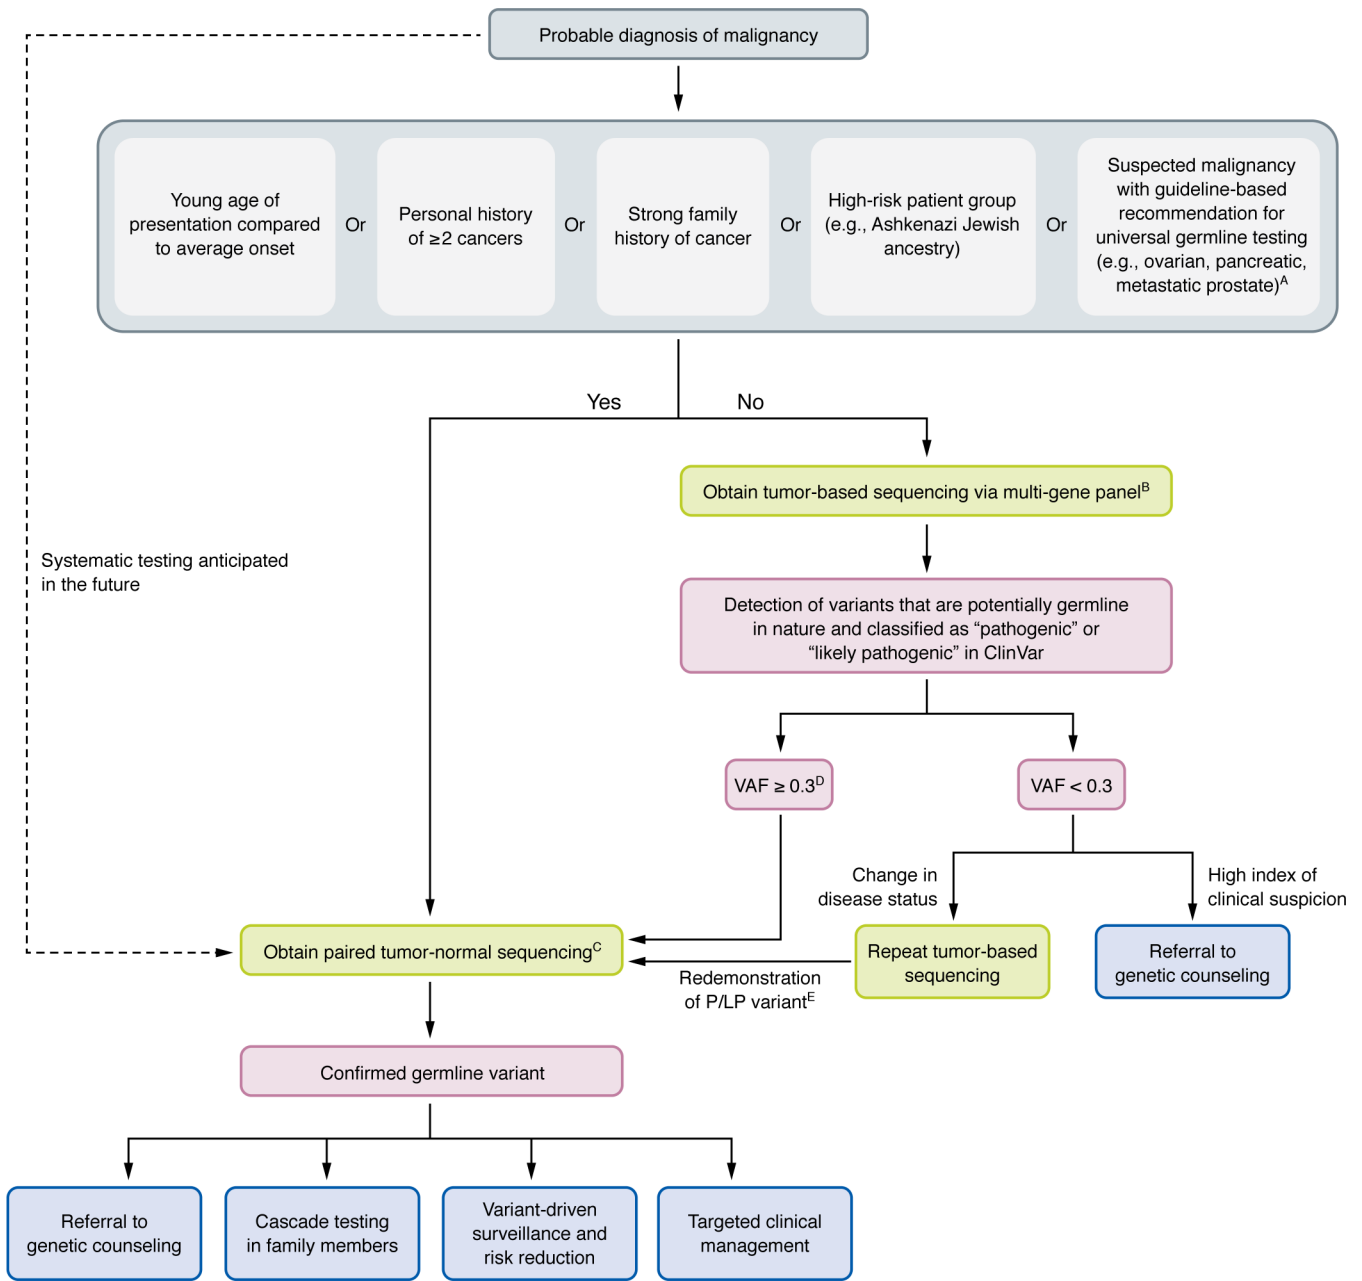 Probable diagnosis of malignancy
Young age of
presentation compared
to average onset
Or
Personal history
of ≥2 cancers
Or
Strong family
history of cancer
Or
High-risk patient group
(e.g., Ashkenazi Jewish
ancestry)
Or
Suspected malignancy
with guideline-based
recommendation for
universal germline testing
(e.g., ovarian, pancreatic,
metastatic prostate)A
Yes
No
Obtain tumor-based sequencing via multi-gene panelB
Systematic testing anticipated
in the future
Detection of variants that are potentially germline
in nature and classified as “pathogenic” or
“likely pathogenic” in ClinVar
VAF ≥ 0.3D
VAF < 0.3
Change in
disease status
High index of
clinical suspicion
Obtain paired tumor-normal sequencingC
Redemonstration
of P/LP variantE
Repeat tumor-based
sequencing
Referral to
genetic counseling
Confirmed germline variant
Referral to
genetic counseling
Cascade testing
in family members
Variant-driven
surveillance and
risk reduction
Targeted clinical
management